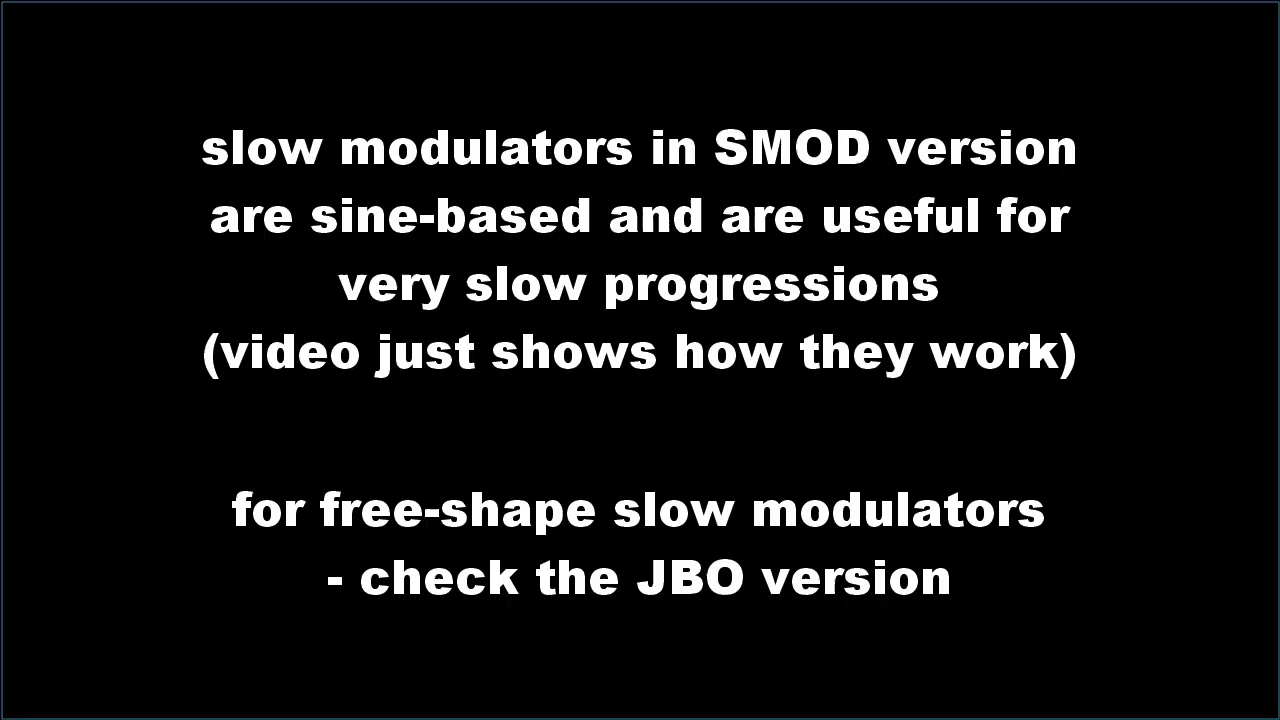 slow modulators in SMOD version
are sine-based and are useful for
very slow progressions
(video just shows how they work)
for free-shape slow modulators
- check the JBO version